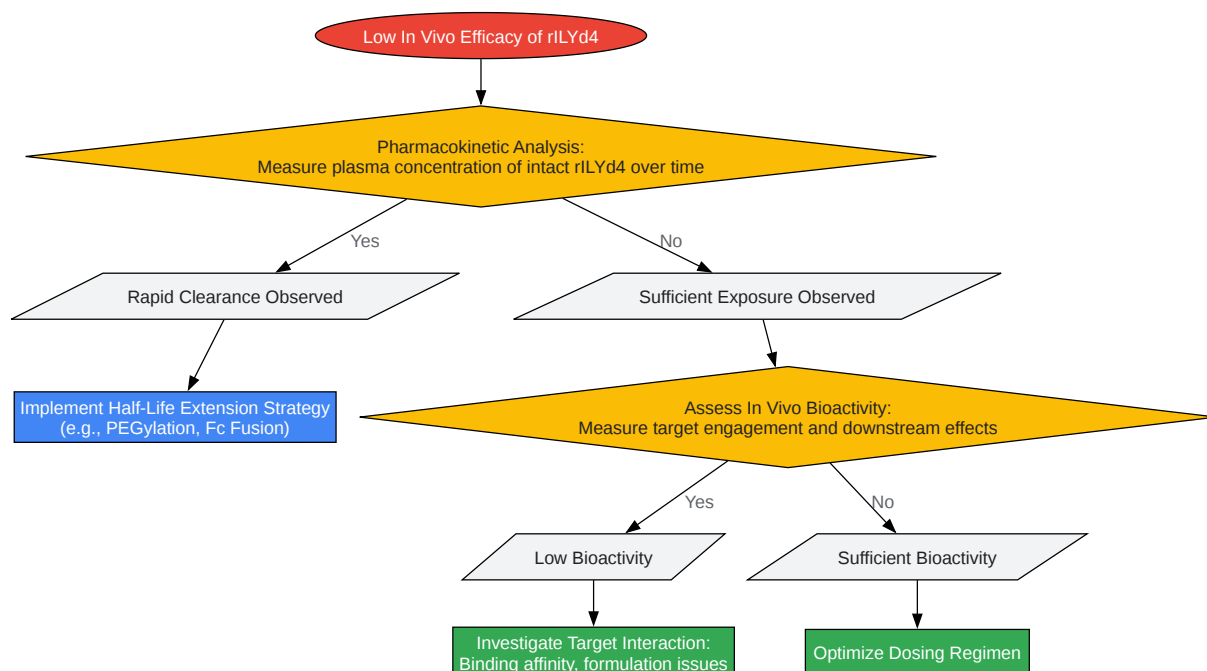 Low In Vivo Efficacy of rILYd4
Pharmacokinetic Analysis:
Measure plasma concentration of intact rILYd4 over time
Yes
No
Rapid Clearance Observed
Sufficient Exposure Observed
Implement Half-Life Extension Strategy
(e.g., PEGylation, Fc Fusion)
Assess In Vivo Bioactivity:
Measure target engagement and downstream effects
Yes
No
Low Bioactivity
Sufficient Bioactivity
Investigate Target Interaction:
Binding affinity, formulation issues
Optimize Dosing Regimen